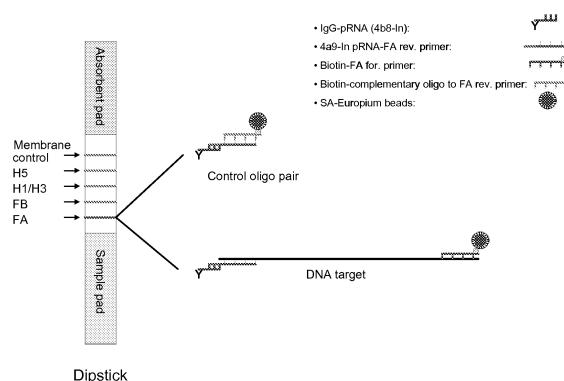 • IgG-pRNA (4b8-In):
• 4a9-In pRNA-FA rev. primer:
• Biotin-FA for. primer:
• Biotin-complementary oligo to FA rev. primer:
• SA-Europium beads:
Absorbent pad
Membrane
control
H5
H1/H3
FB
FA
Sample pad
Control oligo pair
DNA target
Dipstick